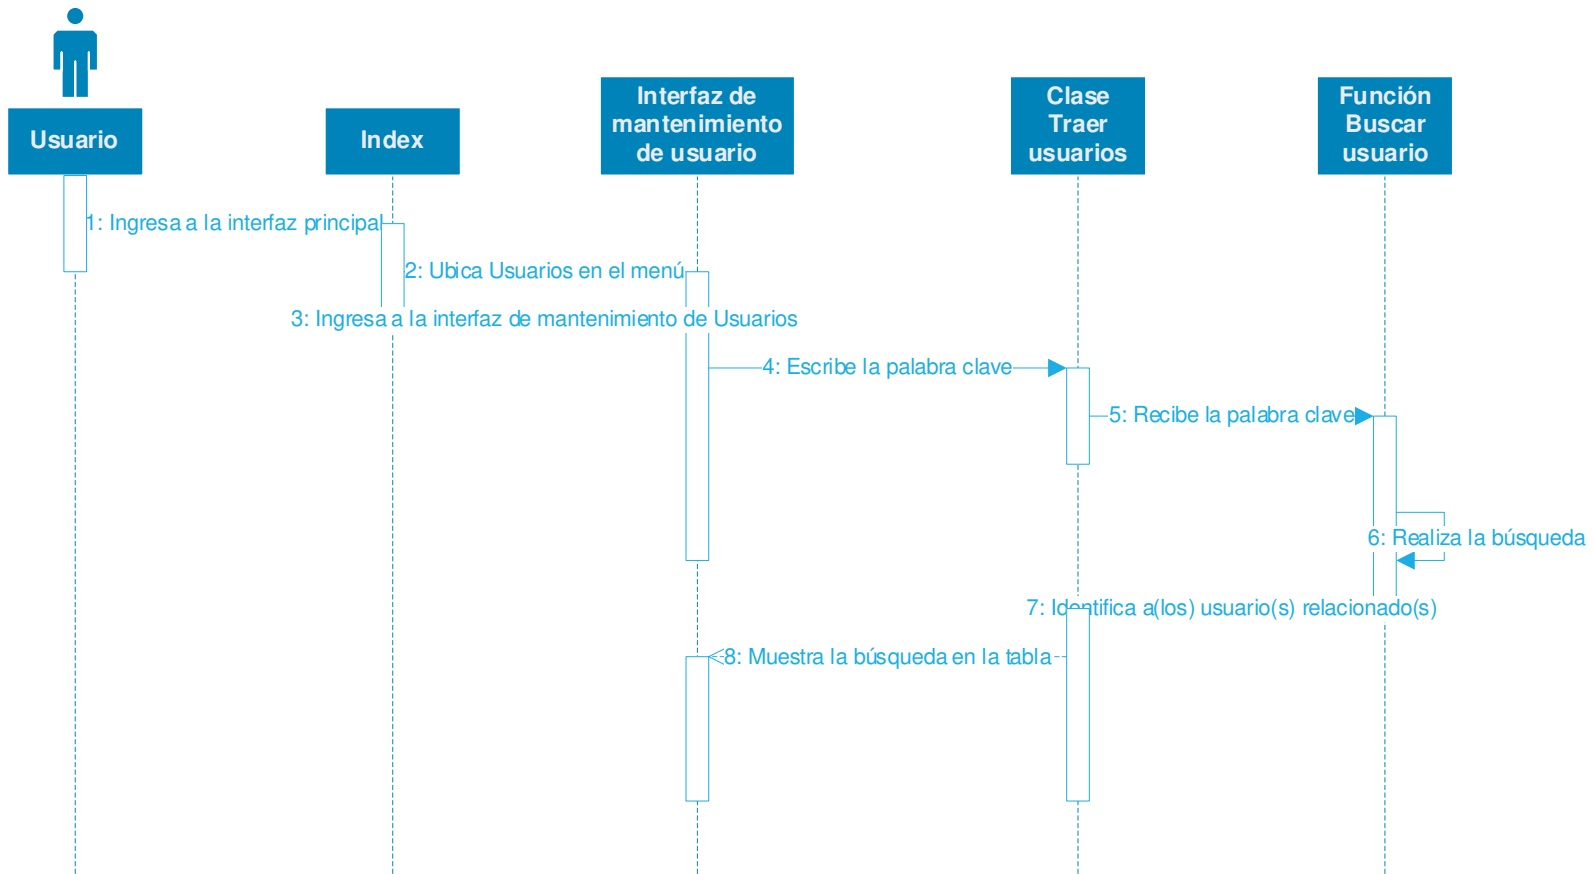 Usuario
Index
Interfaz de
mantenimiento
de usuario
Clase
Traer
usuarios
Función
Buscar
usuario
1: Ingresa a la interfaz principal
2: Ubica Usuarios en el menú
3: Ingresa a la interfaz de mantenimiento de Usuarios
4: Escribe la palabra clave
5: Recibe la palabra clave
6: Realiza la búsqueda
7: Identifica a(los) usuario(s) relacionado(s)
8: Muestra la búsqueda en la tabla